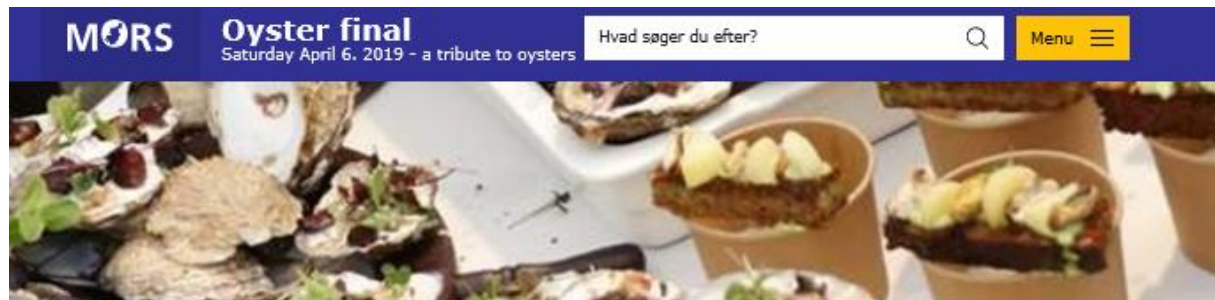 MORS
Oyster final
Saturday April 6. 2019 - a tribute to oysters
Hvad søger du efter?
Menu